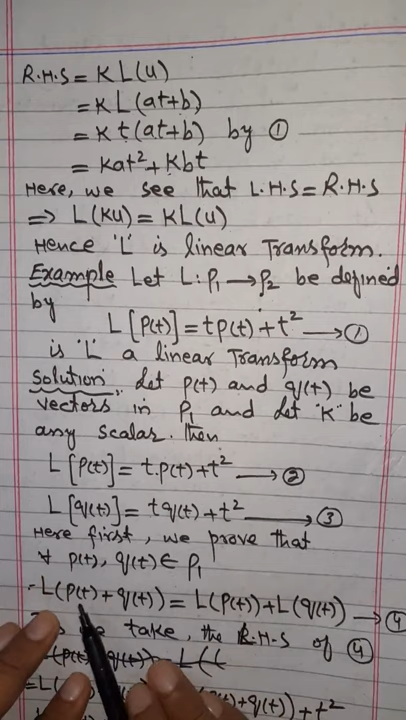 R.H.S = K L(u)
= K L(at+b)
= K t(at+b) by ①
= Kat²+Kbt
Here, we see that L.H.S = R.H.S
⟹ L(Ku) = KL(u)
Hence 'L' is linear Transform.
Example Let L: P₁ → P₂ be defined
by
L[P(t)] = tp(t) + t² → ①
is 'L' a linear Transform
Solution.. Let p(t) and q(t) be
vectors in P₁ and let "K" be
any scalar. Then
L[P(t)] = t.p(t)+t² → ②
L[q(t)] = tq(t)+t² → ③
Here first, we prove that
∀ p(t), q(t) ∈ P₁
L(p(t)+q(t)) = L(p(t))+L(q(t)) → ④
we take, the R.H.S of ④
L((
= L
+q(t)) + t²